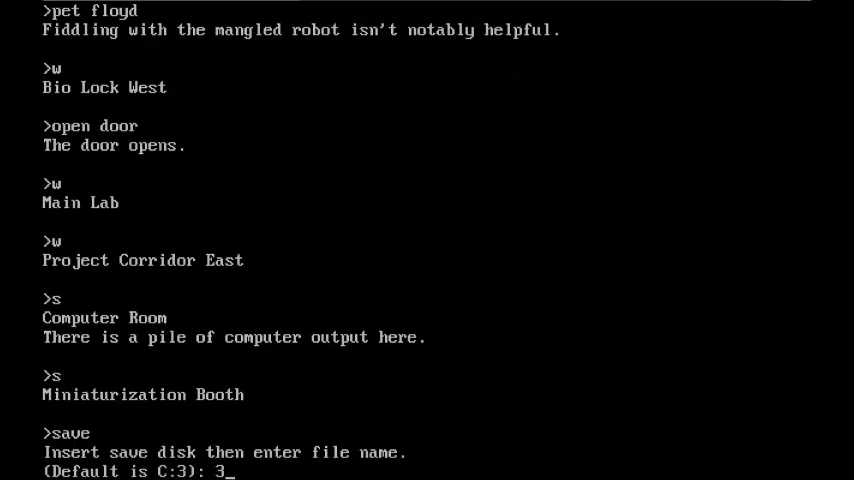 >pet floyd
Fiddling with the mangled robot isn't notably helpful.
>w
Bio Lock West
>open door
The door opens.
>w
Main Lab
>w
Project Corridor East
>s
Computer Room
There is a pile of computer output here.
>s
Miniaturization Booth
>save
Insert save disk then enter file name.
(Default is C:3): 3_